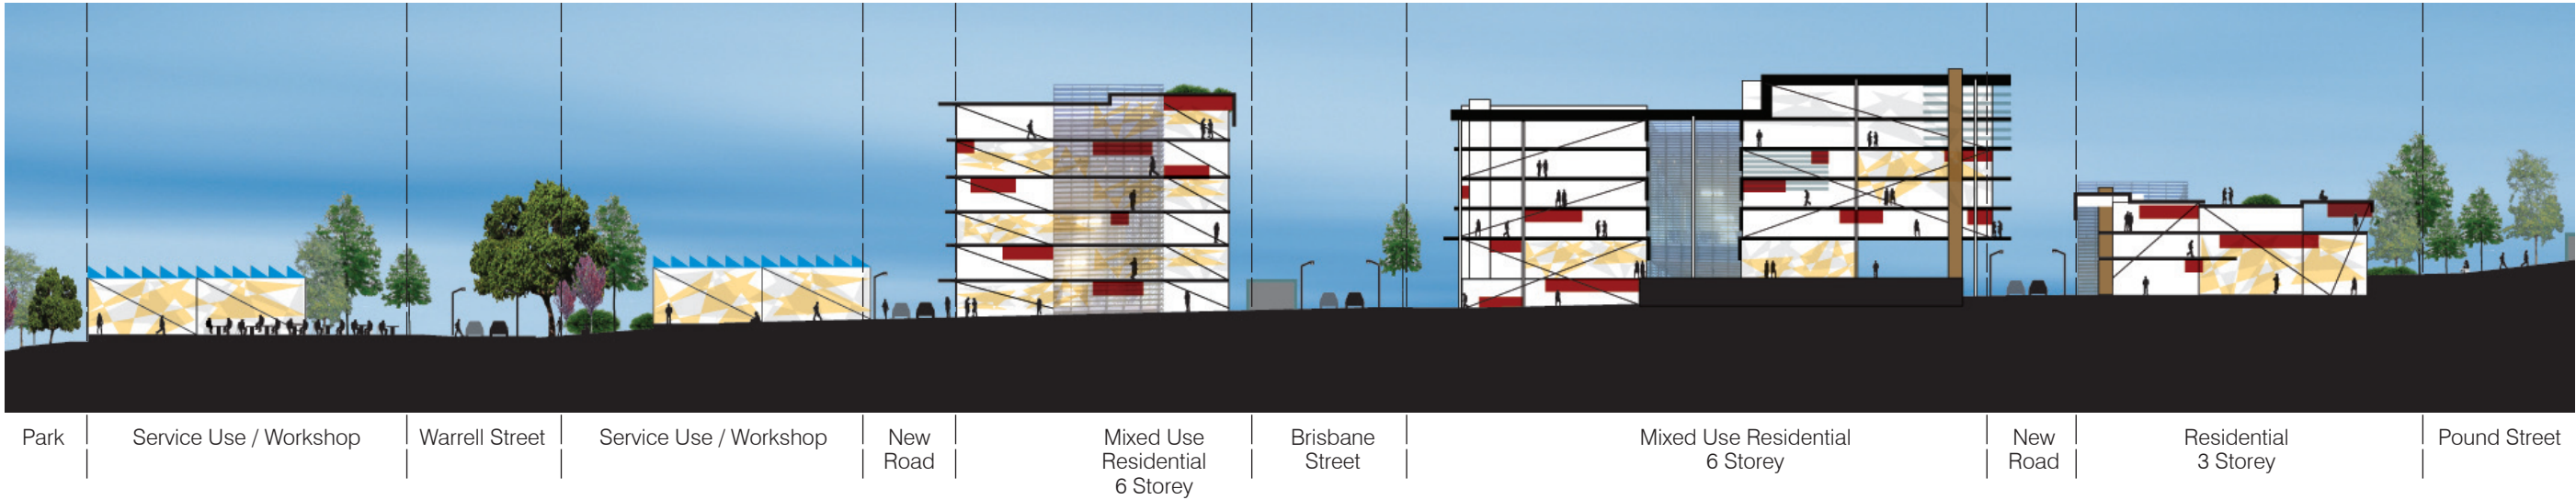 Park
Service Use / Workshop
Warrell Street
Service Use / Workshop
New
Road
Mixed Use
Residential
6 Storey
Brisbane
Street
Mixed Use Residential
6 Storey
New
Road
Residential
3 Storey
Pound Street